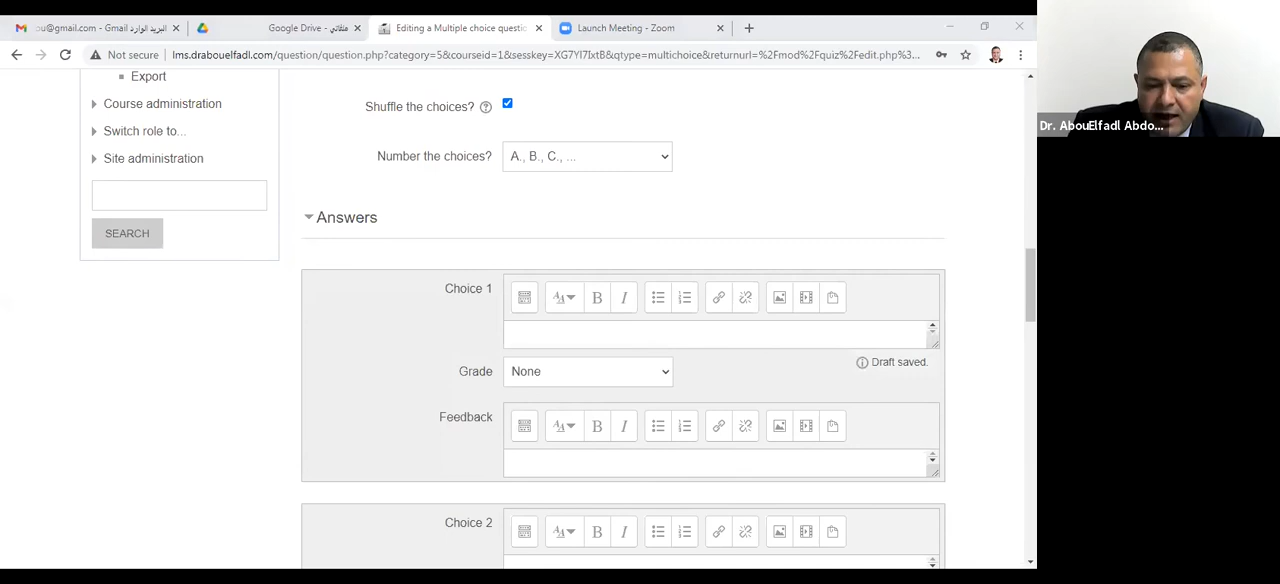 ou@gmail.com - Gmail البريد الوارد
Google Drive - ملفاتي
Editing a Multiple choice questio
Launch Meeting - Zoom
Not secure
lms.drabouelfadl.com/question/question.php?category=5&courseid=1&sesskey=XG7YI7IxtB&qtype=multichoice&returnurl=%2Fmod%2Fquiz%2Fedit.php%3...
Export
Course administration
Switch role to...
Site administration
SEARCH
Shuffle the choices?
Number the choices?
A., B., C., ...
Answers
Choice 1
Grade
None
Draft saved.
Feedback
Choice 2
Dr. AbouElfadl Abdo...